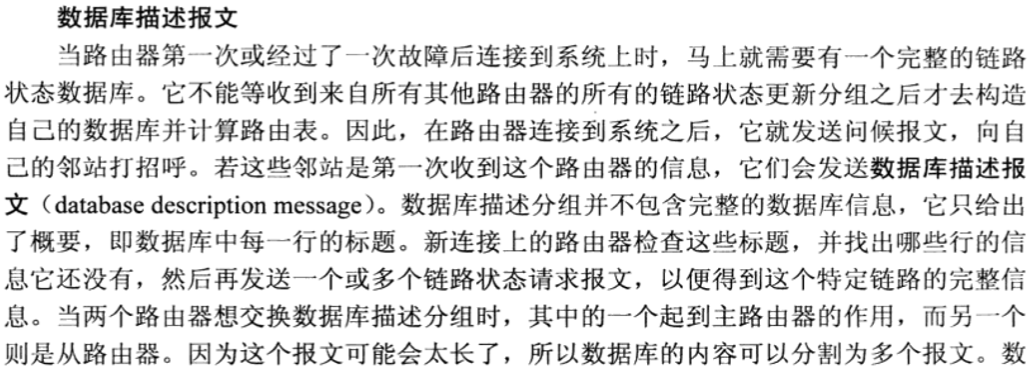 数据库描述报文
当路由器第一次或经过了一次故障后连接到系统上时，马上就需要有一个完整的链路
状态数据库。它不能等收到来自所有其他路由器的所有的链路状态更新分组之后才去构造
自己的数据库并计算路由表。因此，在路由器连接到系统之后，它就发送问候报文，向自
己的邻站打招呼。若这些邻站是第一次收到这个路由器的信息，它们会发送数据库描述报
文（database description message）。数据库描述分组并不包含完整的数据库信息，它只给出
了概要，即数据库中每一行的标题。新连接上的路由器检查这些标题，并找出哪些行的信
息它还没有，然后再发送一个或多个链路状态请求报文，以便得到这个特定链路的完整信
息。当两个路由器想交换数据库描述分组时，其中的一个起到主路由器的作用，而另一个
则是从路由器。因为这个报文可能会太长了，所以数据库的内容可以分割为多个报文。数